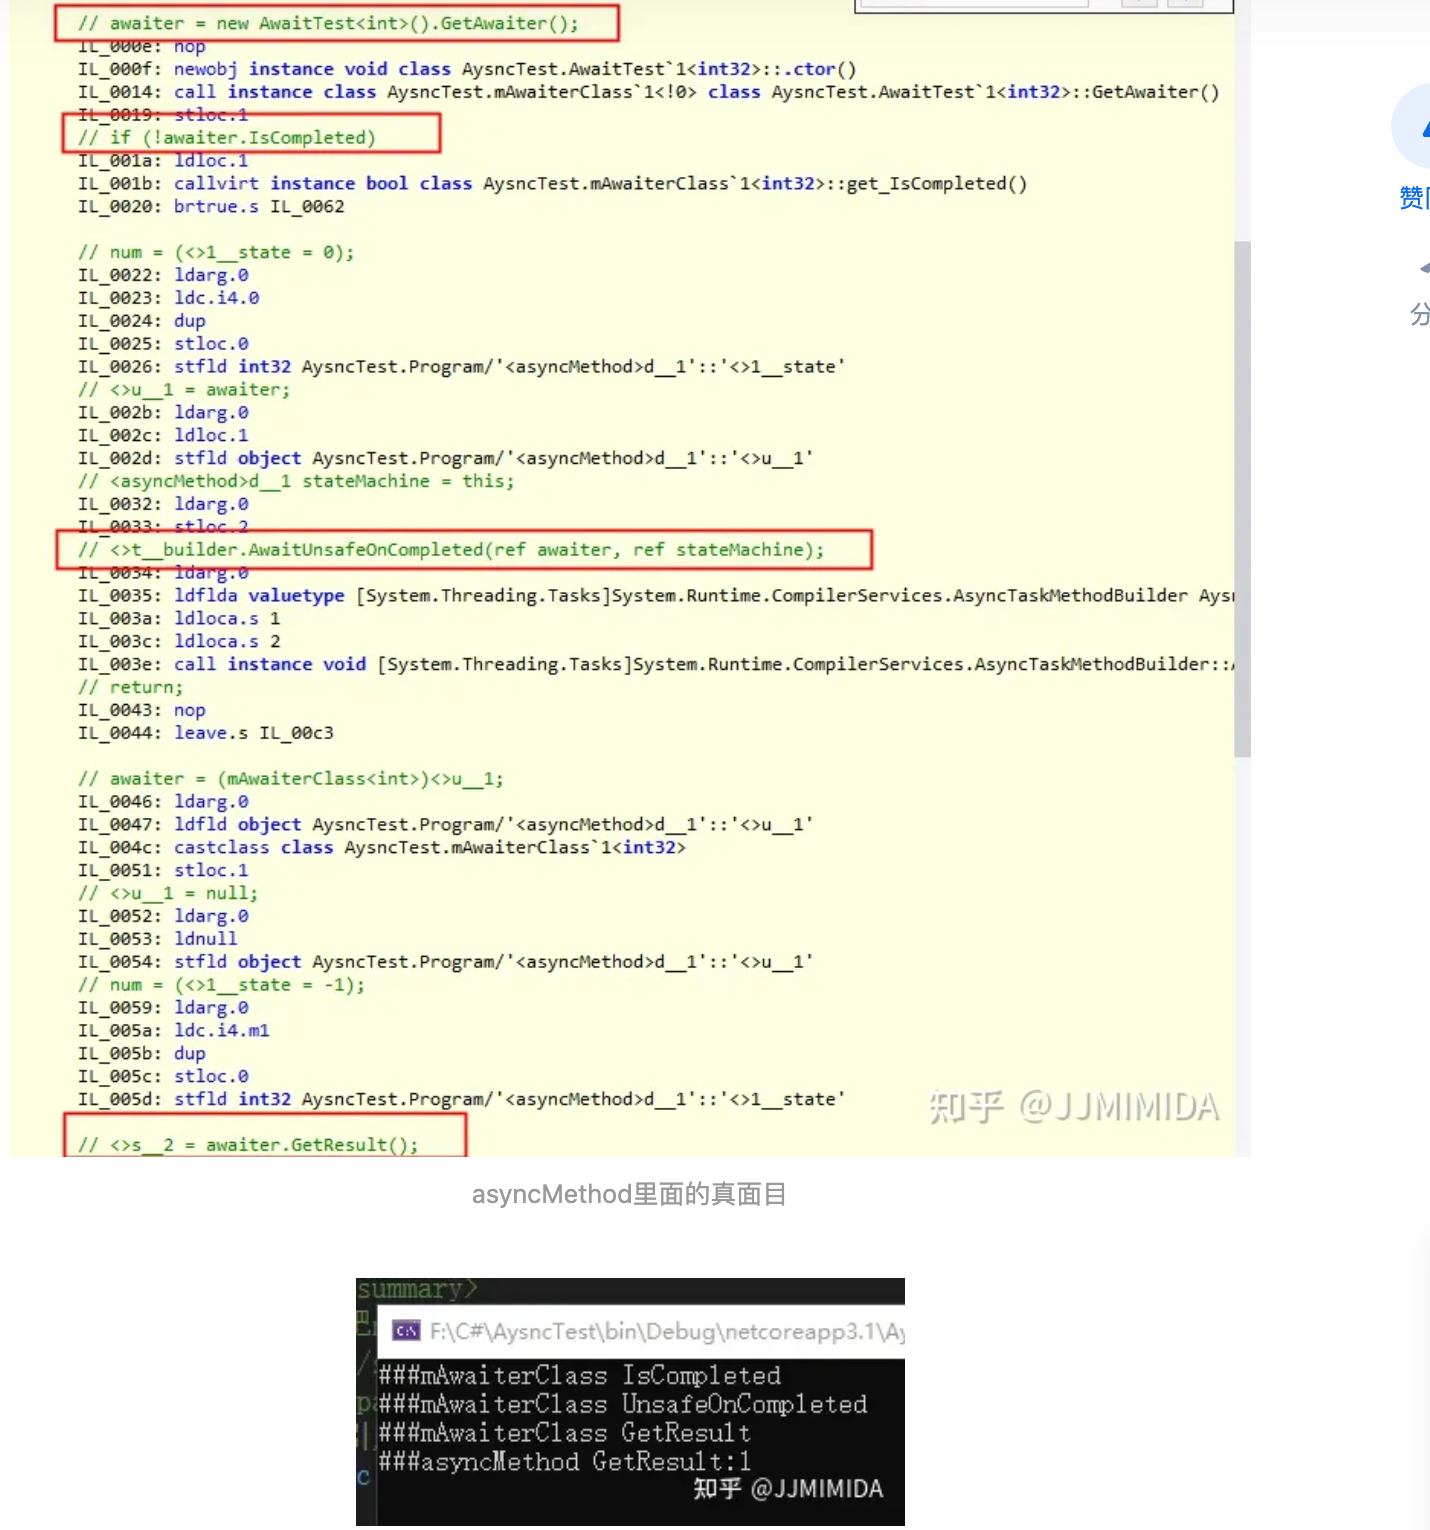 // awaiter = new AwaitTest<int>().GetAwaiter();
IL_000e: nop
IL_000f: newobj instance void class AysncTest.AwaitTest`1<int32>::.ctor()
IL_0014: call instance class AysncTest.mAwaiterClass`1<!0> class AysncTest.AwaitTest`1<int32>::GetAwaiter()
IL_0019: stloc.1
// if (!awaiter.IsCompleted)
IL_001a: ldloc.1
IL_001b: callvirt instance bool class AysncTest.mAwaiterClass`1<int32>::get_IsCompleted()
IL_0020: brtrue.s IL_0062
// num = (<>1__state = 0);
IL_0022: ldarg.0
IL_0023: ldc.i4.0
IL_0024: dup
IL_0025: stloc.0
IL_0026: stfld int32 AysncTest.Program/'<asyncMethod>d__1'::'<>1__state'
// <>u__1 = awaiter;
IL_002b: ldarg.0
IL_002c: ldloc.1
IL_002d: stfld object AysncTest.Program/'<asyncMethod>d__1'::'<>u__1'
// <asyncMethod>d__1 stateMachine = this;
IL_0032: ldarg.0
IL_0033: stloc.2
// <>t__builder.AwaitUnsafeOnCompleted(ref awaiter, ref stateMachine);
IL_0034: ldarg.0
IL_0035: ldflda valuetype [System.Threading.Tasks]System.Runtime.CompilerServices.AsyncTaskMethodBuilder Ays
IL_003a: ldloca.s 1
IL_003c: ldloca.s 2
IL_003e: call instance void [System.Threading.Tasks]System.Runtime.CompilerServices.AsyncTaskMethodBuilder::
// return;
IL_0043: nop
IL_0044: leave.s IL_00c3
// awaiter = (mAwaiterClass<int>)<>u__1;
IL_0046: ldarg.0
IL_0047: ldfld object AysncTest.Program/'<asyncMethod>d__1'::'<>u__1'
IL_004c: castclass class AysncTest.mAwaiterClass`1<int32>
IL_0051: stloc.1
// <>u__1 = null;
IL_0052: ldarg.0
IL_0053: ldnull
IL_0054: stfld object AysncTest.Program/'<asyncMethod>d__1'::'<>u__1'
// num = (<>1__state = -1);
IL_0059: ldarg.0
IL_005a: ldc.i4.m1
IL_005b: dup
IL_005c: stloc.0
IL_005d: stfld int32 AysncTest.Program/'<asyncMethod>d__1'::'<>1__state'
知乎 @JJMIMIDA
// <>s__2 = awaiter.GetResult();
赞
分
asyncMethod里面的真面目
summary>
F:\C#\AysncTest\bin\Debug\netcoreapp3.1\Ay
###mAwaiterClass IsCompleted
###mAwaiterClass UnsafeOnCompleted
###mAwaiterClass GetResult
###asyncMethod GetResult:1
知乎 @JJMIMIDA